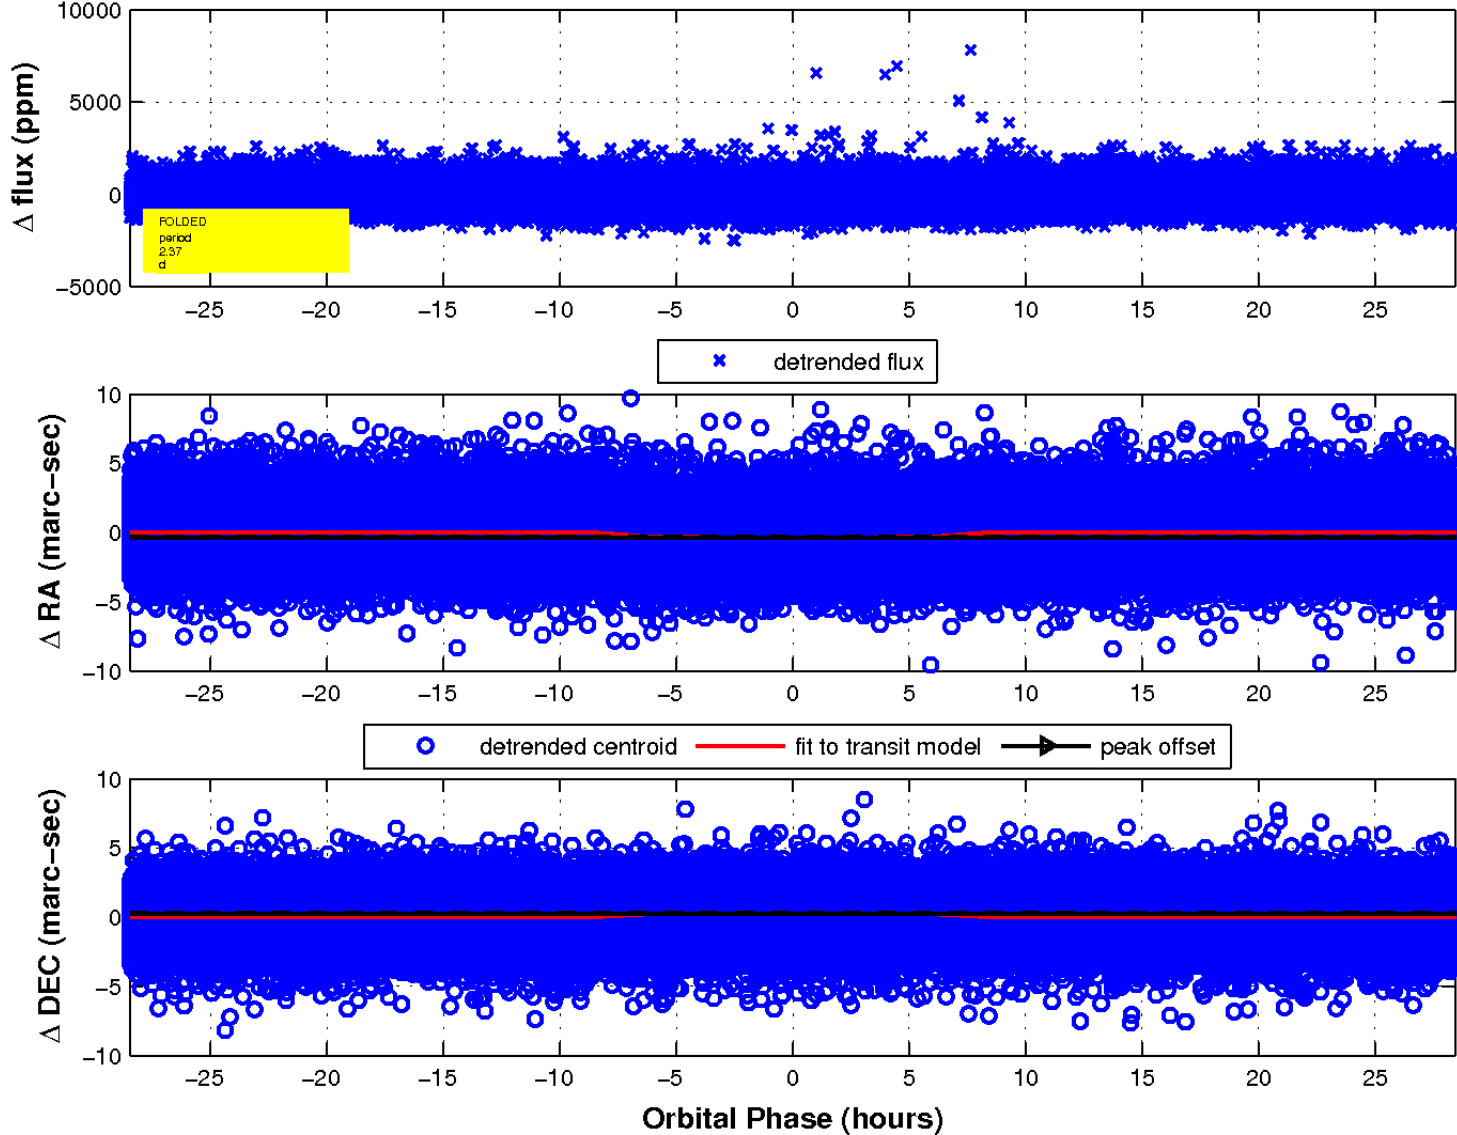 10000
5000
0
−5000
Δ flux (ppm)
FOLDED
period
2.37
d
−25 −20 −15 −10 −5 0 5 10 15 20 25
detrended flux
10
5
0
−5
−10
Δ RA (marc−sec)
−25 −20 −15 −10 −5 0 5 10 15 20 25
detrended centroid fit to transit model peak offset
10
5
0
−5
−10
Δ DEC (marc−sec)
−25 −20 −15 −10 −5 0 5 10 15 20 25
Orbital Phase (hours)